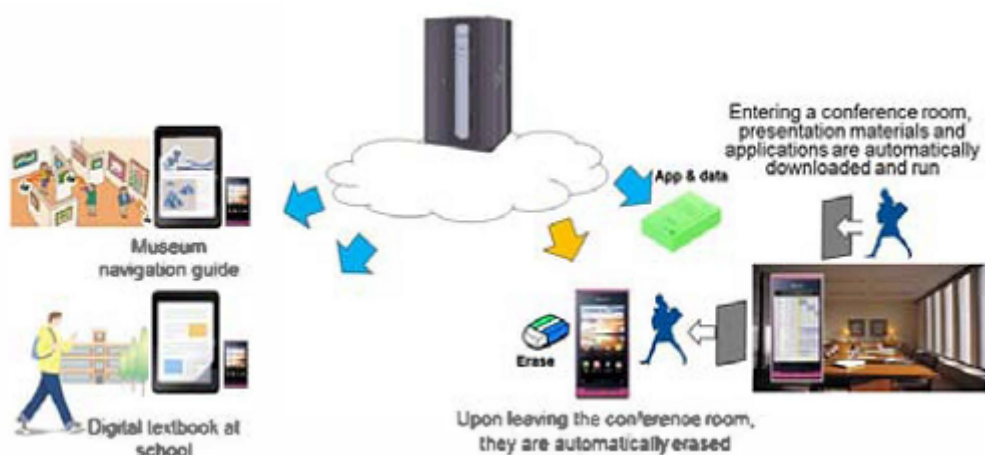 Entering a conference room,
presentation materials and
applications are automatically
downloaded and run
App & data
Museum
navigation guide
Erase
Digital textbook at
school
Upon leaving the conference room,
they are automatically erased